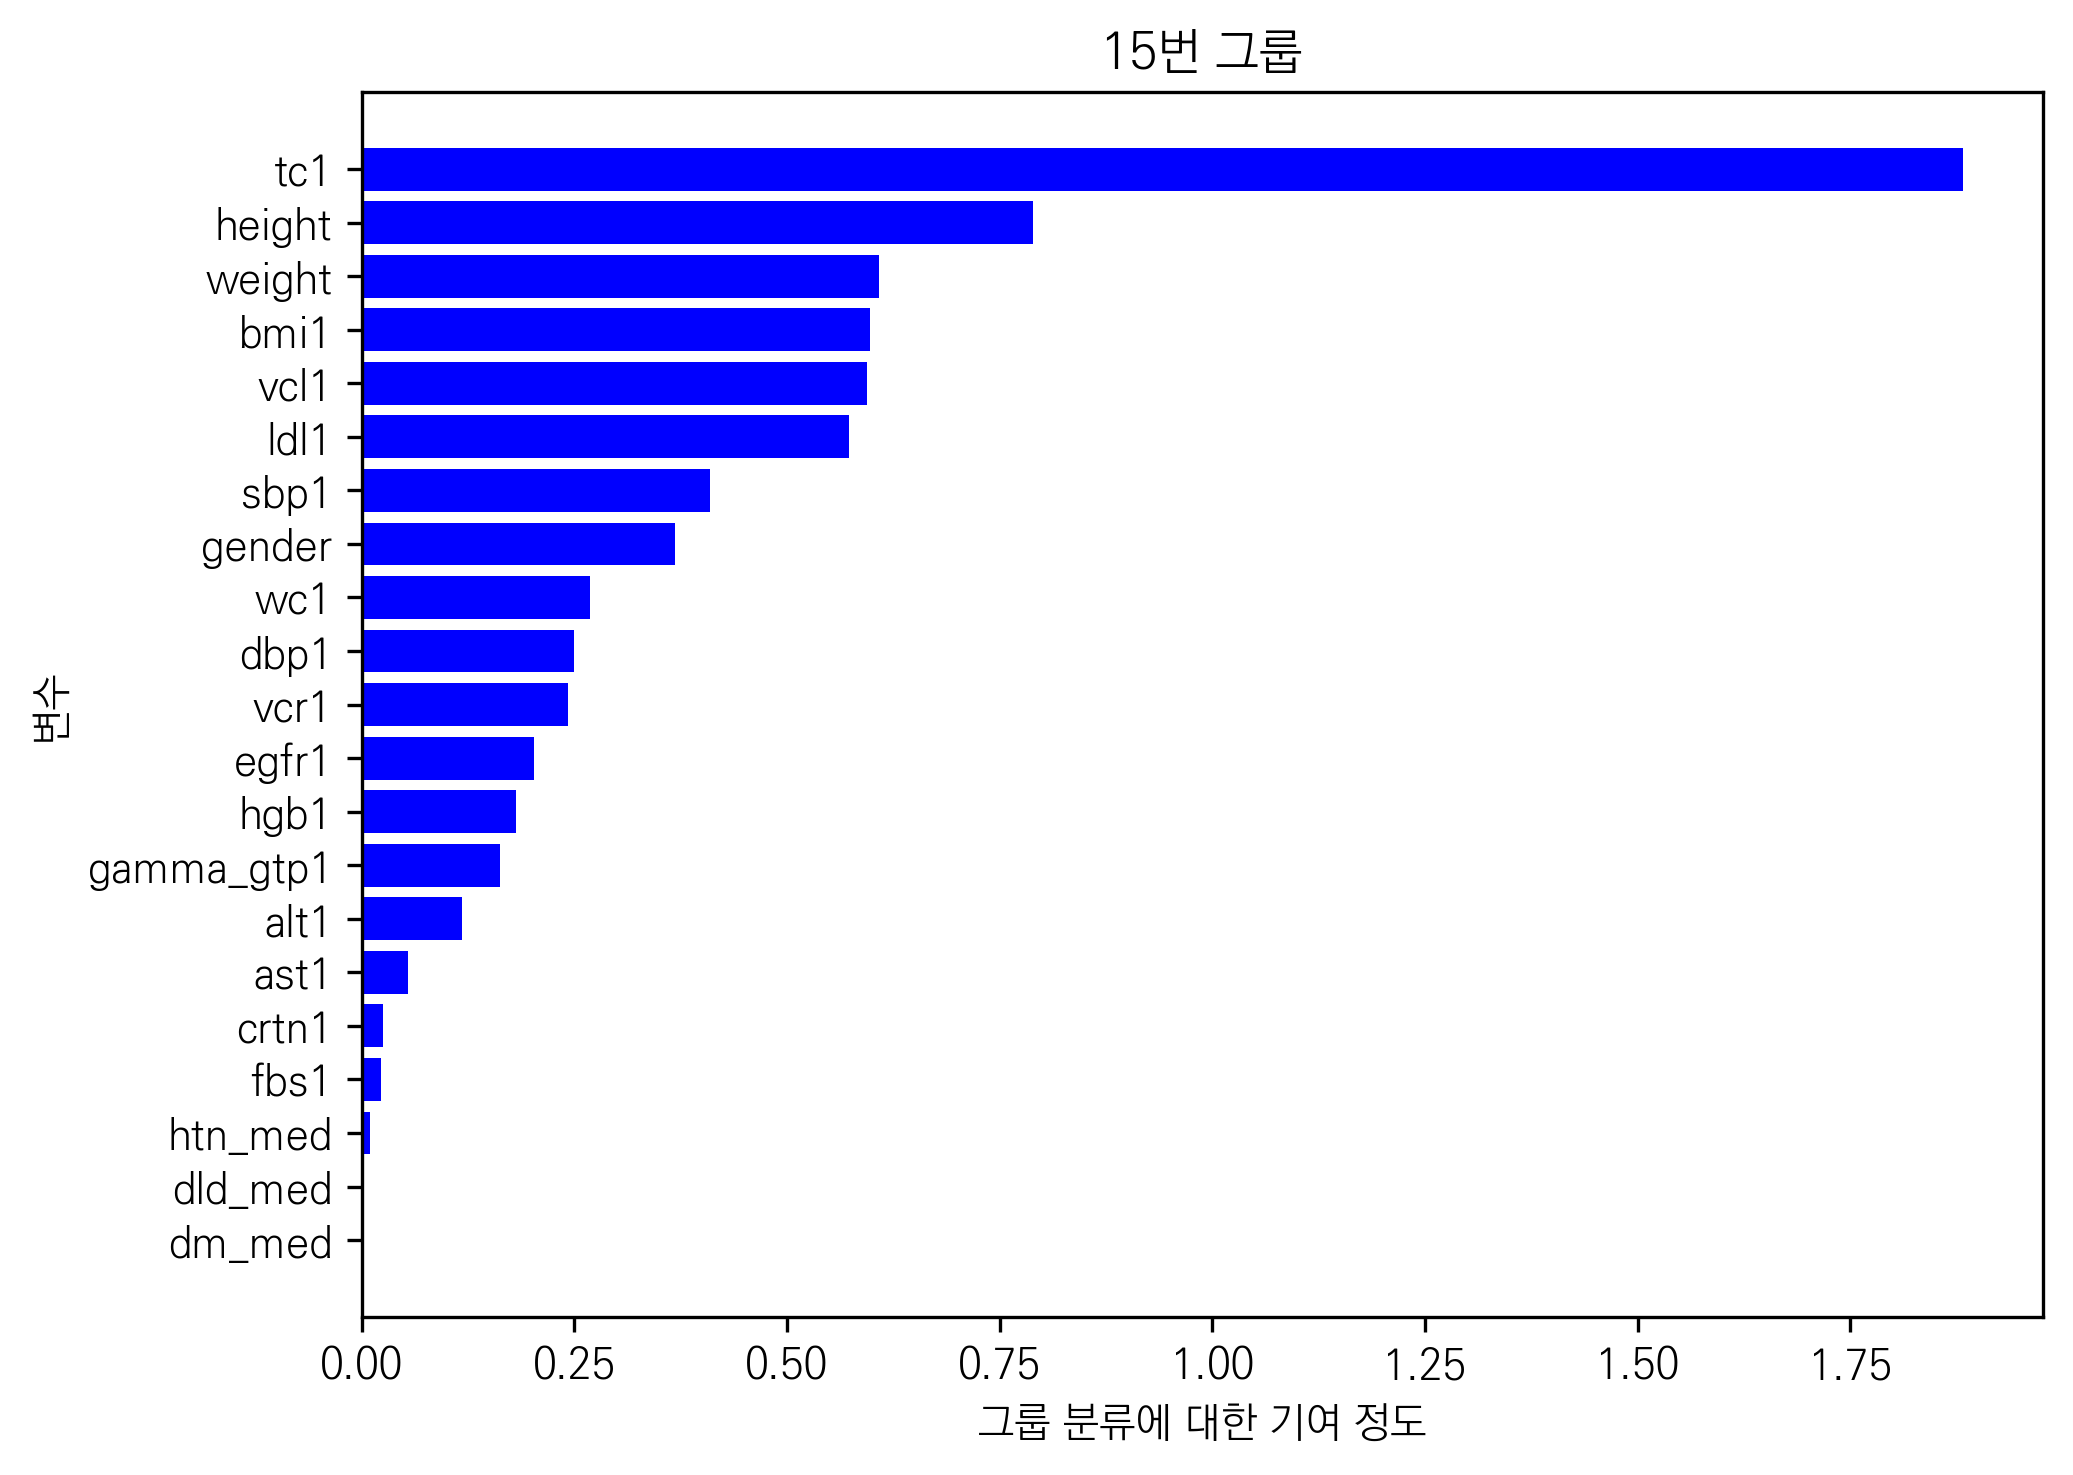 15번 그룹
변수
tc1
height
weight
bmi1
vcl1
ldl1
sbp1
gender
wc1
dbp1
vcr1
egfr1
hgb1
gamma_gtp1
alt1
ast1
crtn1
fbs1
htn_med
dld_med
dm_med
0.00 0.25 0.50 0.75 1.00 1.25 1.50 1.75
그룹 분류에 대한 기여 정도